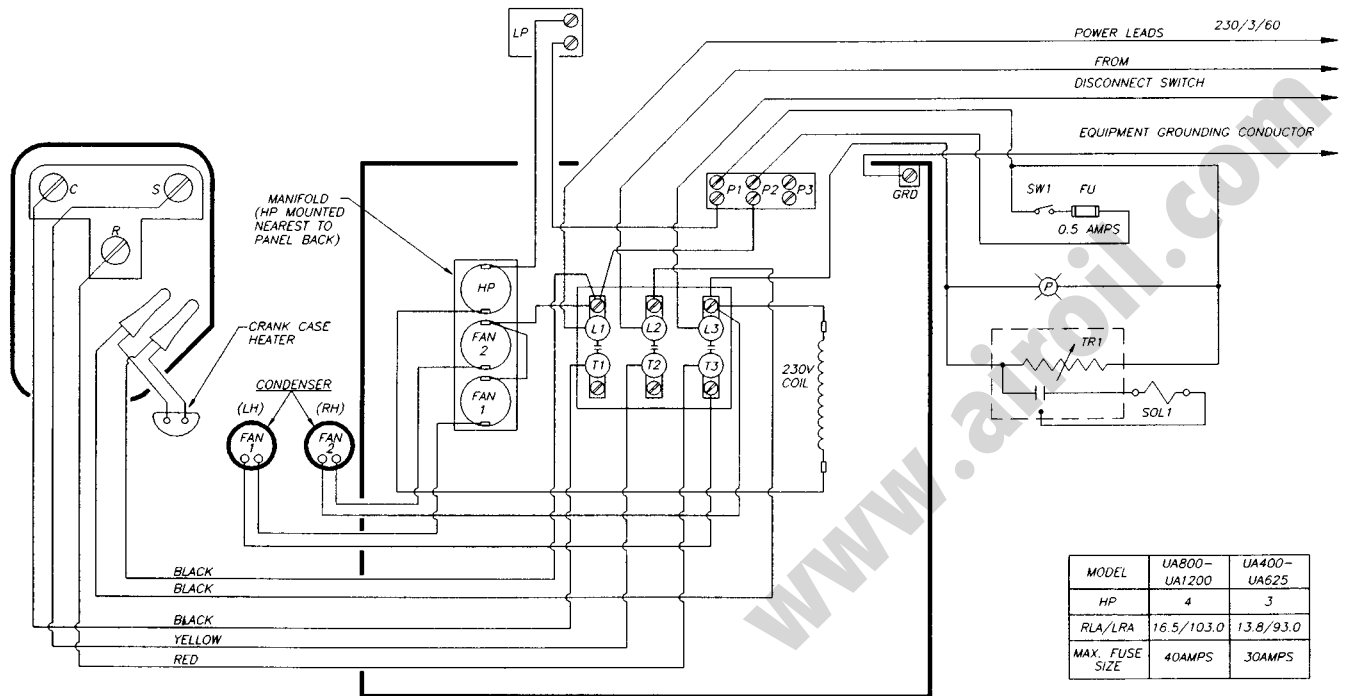 LP
POWER LEADS 230/3/60
FROM
DISCONNECT SWITCH
EQUIPMENT GROUNDING CONDUCTOR
GRD
C
S
R
MANIFOLD
(HP MOUNTED
NEAREST TO
PANEL BACK)
P1 P2 P3
SW1 FU
0.5 AMPS
HP
FAN
2
FAN
1
L1 L2 L3
T1 T2 T3
230V
COIL
P
TR1
SOL1
CRANK CASE
HEATER
CONDENSER
(LH) (RH)
FAN
1
FAN
2
BLACK
BLACK
BLACK
YELLOW
RED
MODEL UA800-UA1200 UA400-UA625
HP 4 3
RLA/LRA 16.5/103.0 13.8/93.0
MAX. FUSE SIZE 40AMPS 30AMPS
www.airoil.com